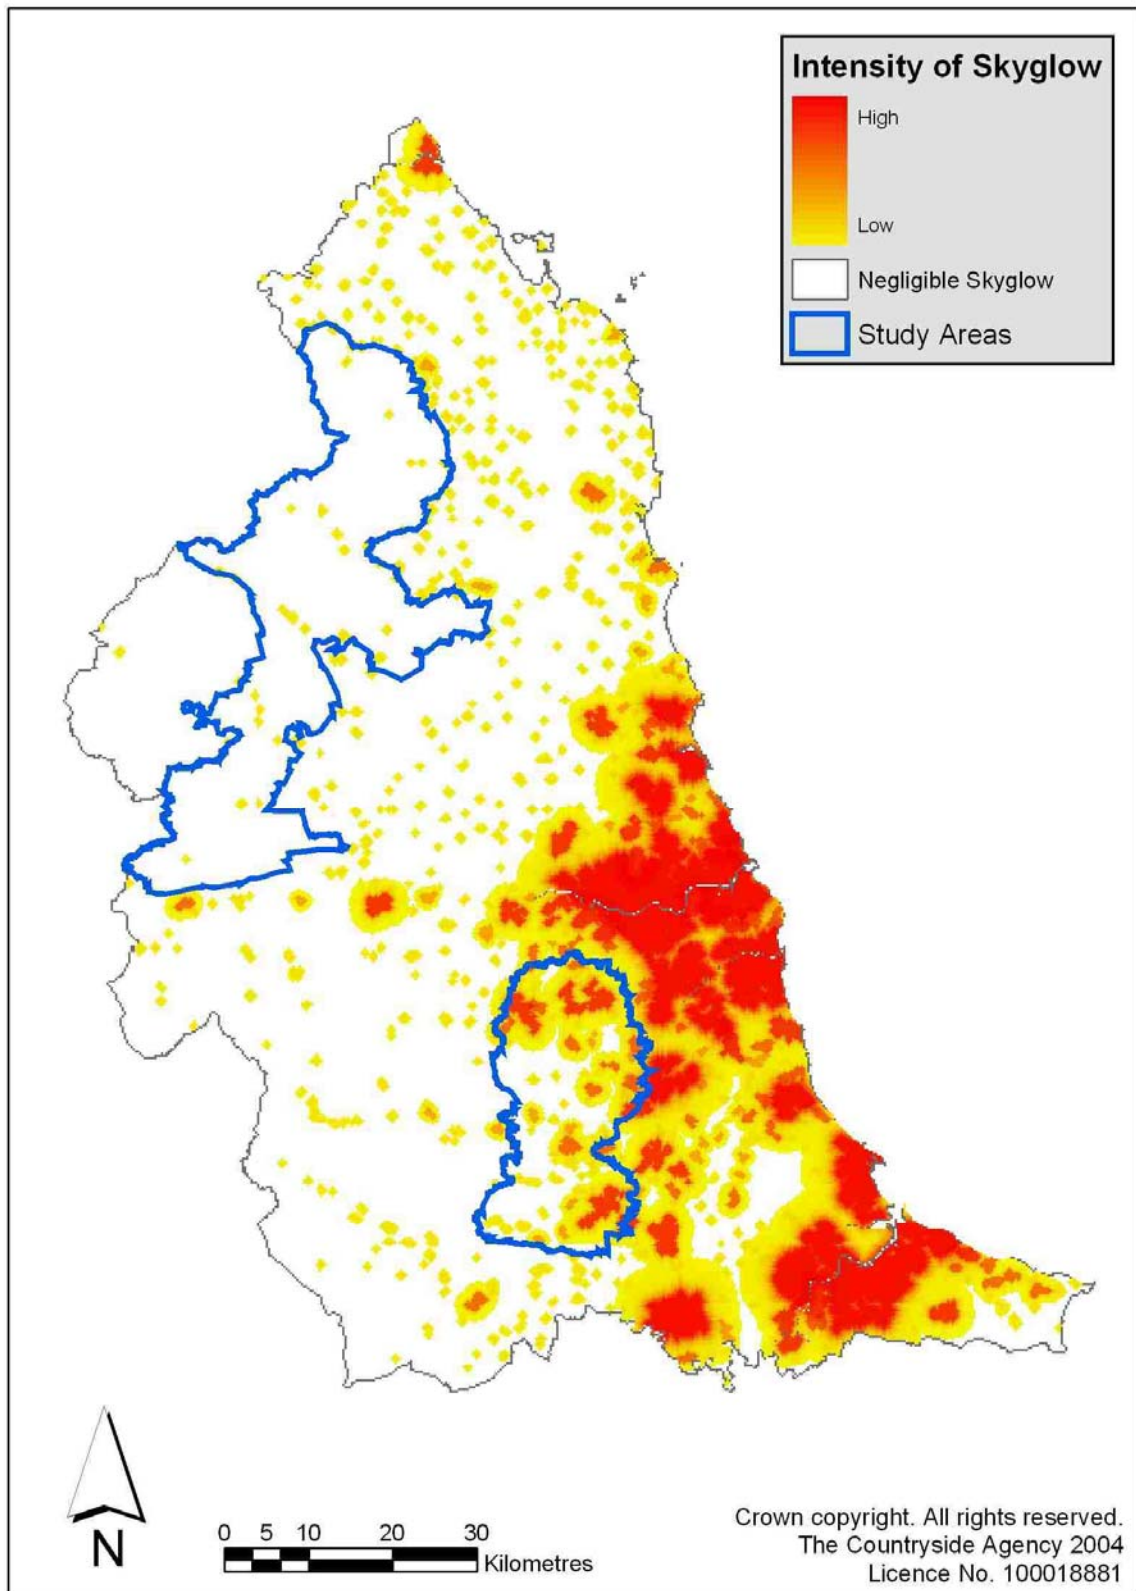 Intensity of Skyglow
High
Low
Negligible Skyglow
Study Areas
N
0 5 10 20 30
Kilometres
Crown copyright. All rights reserved.
The Countryside Agency 2004
Licence No. 100018881